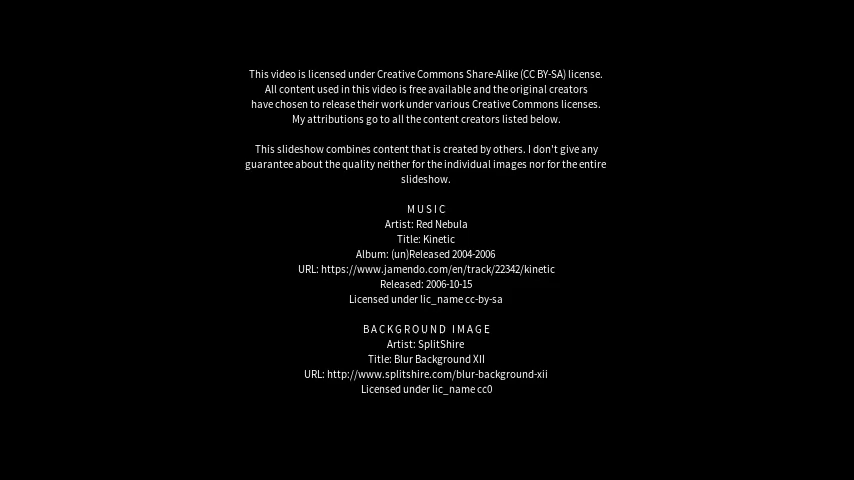 This video is licensed under Creative Commons Share-Alike (CC BY-SA) license.
All content used in this video is free available and the original creators
have chosen to release their work under various Creative Commons licenses.
My attributions go to all the content creators listed below.
This slideshow combines content that is created by others. I don't give any
guarantee about the quality neither for the individual images nor for the entire
slideshow.
MUSIC
Artist: Red Nebula
Title: Kinetic
Album: (un)Released 2004-2006
URL: https://www.jamendo.com/en/track/22342/kinetic
Released: 2006-10-15
Licensed under lic_name cc-by-sa
BACKGROUND IMAGE
Artist: SplitShire
Title: Blur Background XII
URL: http://www.splitshire.com/blur-background-xii
Licensed under lic_name cc0